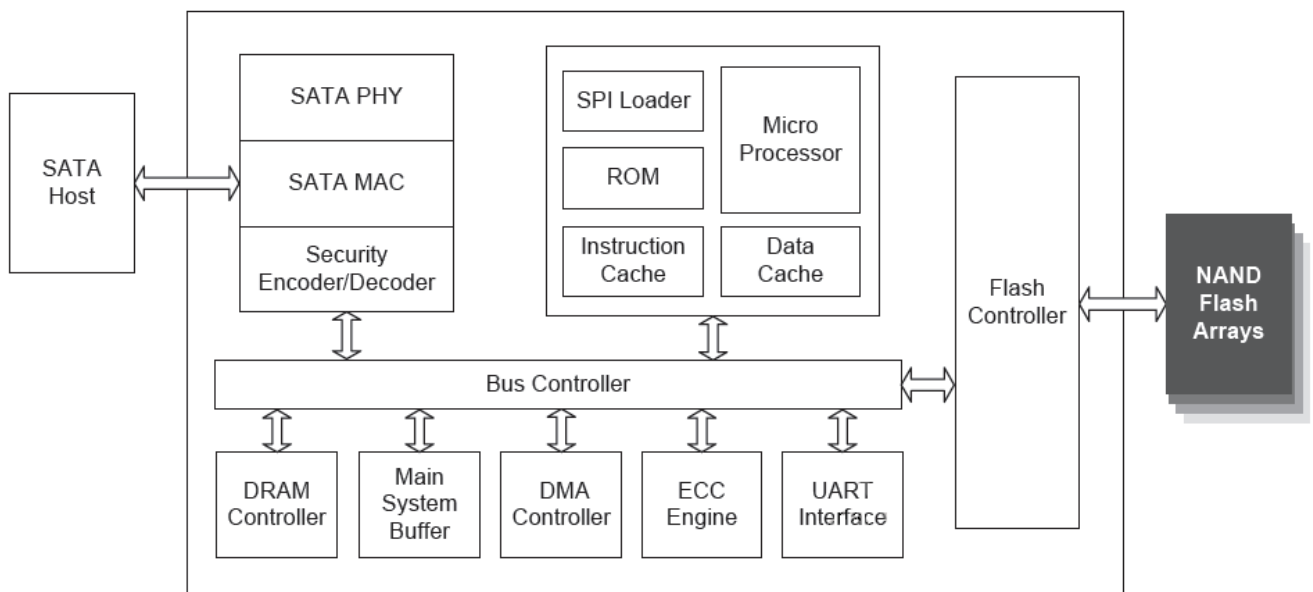 SATA
Host
SATA PHY
SATA MAC
Security
Encoder/Decoder
SPI Loader
ROM
Instruction
Cache
Micro
Processor
Data
Cache
Flash
Controller
NAND
Flash
Arrays
Bus Controller
DRAM
Controller
Main
System
Buffer
DMA
Controller
ECC
Engine
UART
Interface